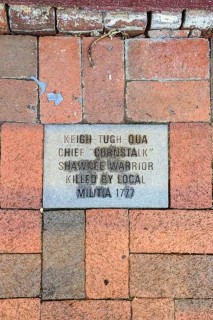 KEIGH TUGH QUA
CHIEF "CORNSTALK"
SHAWNEE WARRIOR
KILLED BY LOCAL
MILITIA 1777